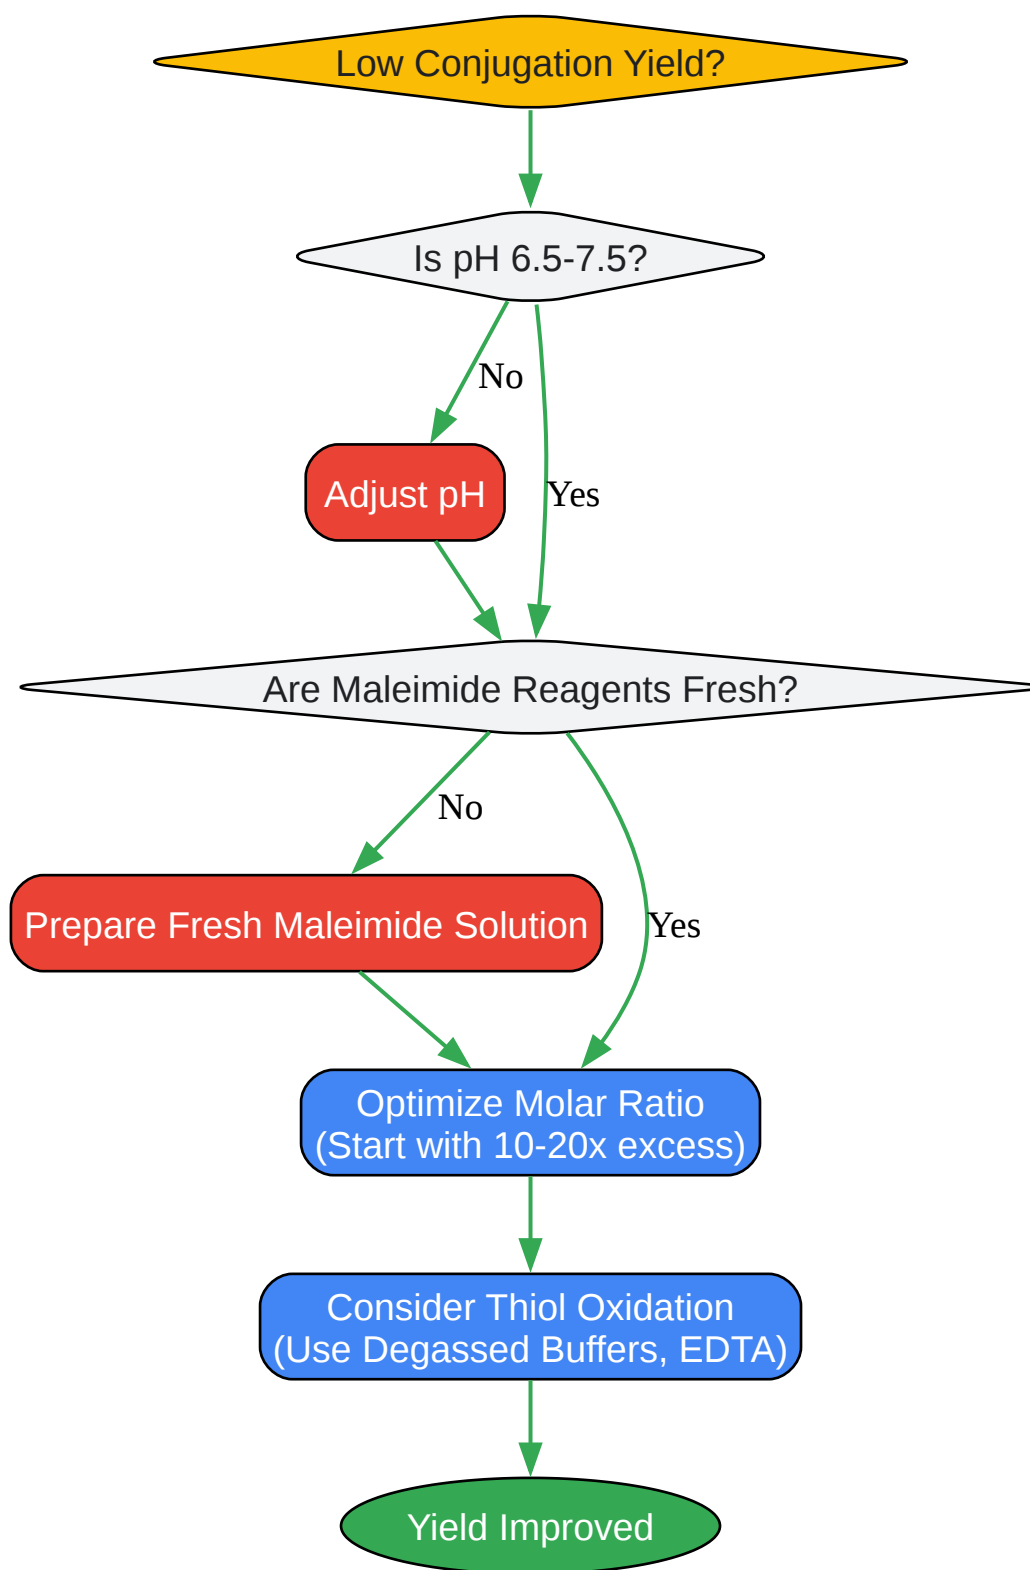 Low Conjugation Yield?
Is pH 6.5-7.5?
No
Adjust pH
Yes
Are Maleimide Reagents Fresh?
No
Prepare Fresh Maleimide Solution
Yes
Optimize Molar Ratio
(Start with 10-20x excess)
Consider Thiol Oxidation
(Use Degassed Buffers, EDTA)
Yield Improved